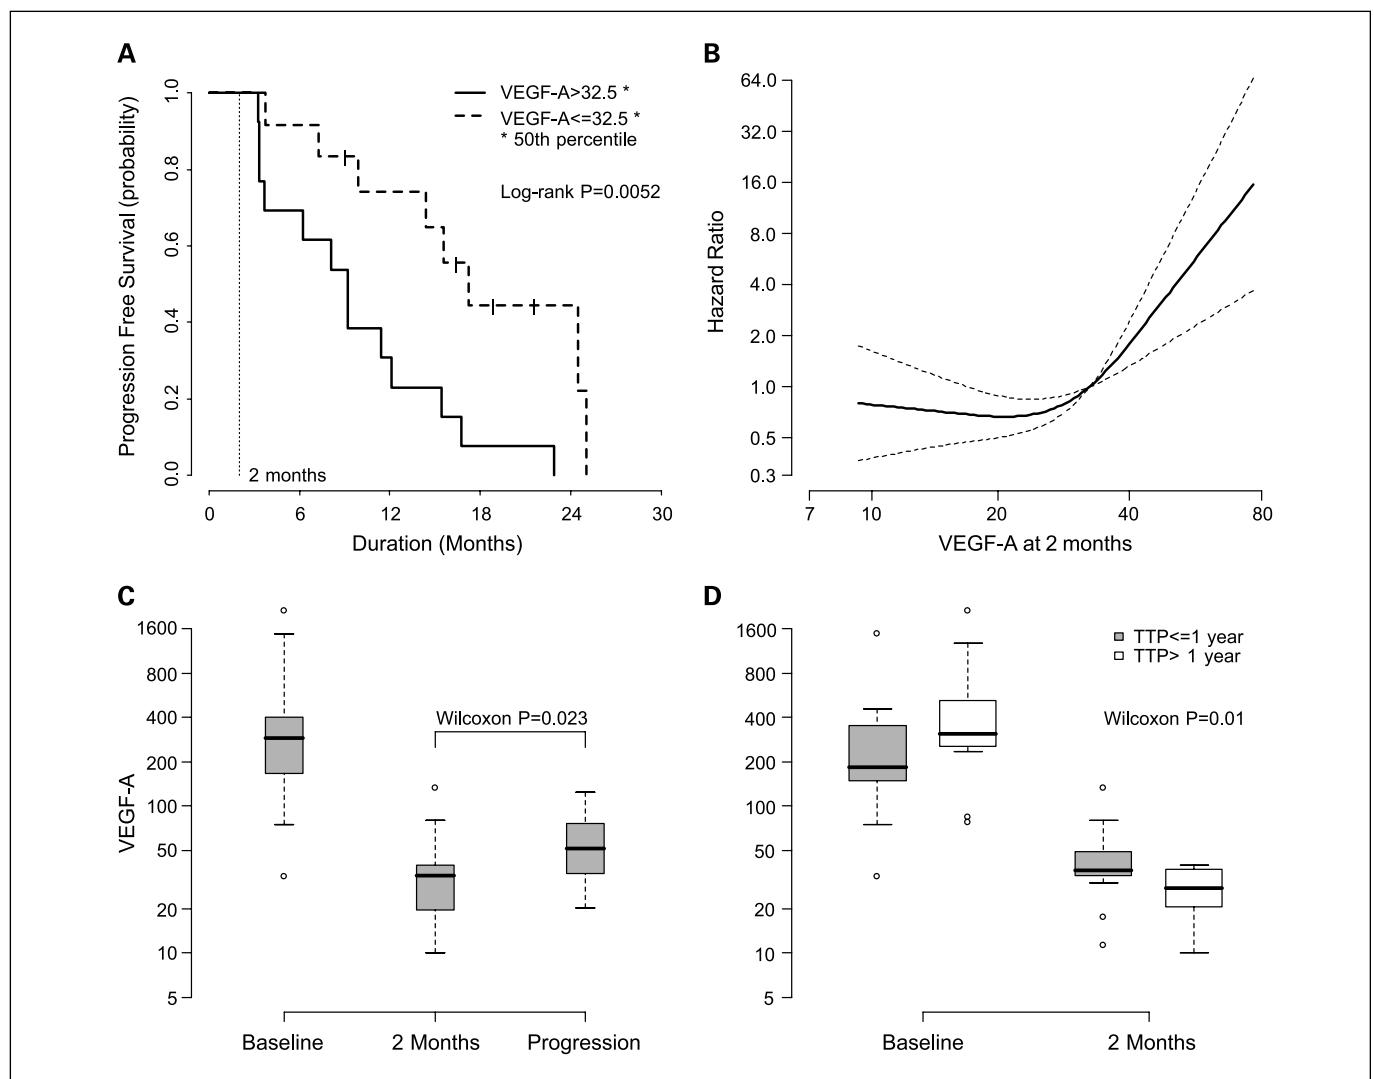 A
Progression Free Survival (probability)
1.0
0.8
0.6
0.4
0.2
0.0
VEGF-A>32.5 *
VEGF-A<=32.5 *
* 50th percentile
Log-rank P=0.0052
2 months
0 6 12 18 24 30
Duration (Months)
B
Hazard Ratio
64.0
32.0
16.0
8.0
4.0
2.0
1.0
0.5
0.3
7 10 20 40 80
VEGF-A at 2 months
C
VEGF-A
1600
800
400
200
100
50
20
10
5
Wilcoxon P=0.023
Baseline 2 Months Progression
D
1600
800
400
200
100
50
20
10
5
TTP<=1 year
TTP> 1 year
Wilcoxon P=0.01
Baseline 2 Months